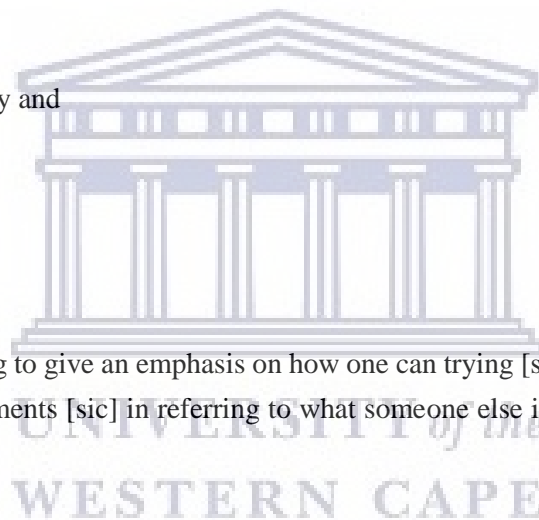 y and
g to give an emphasis on how one can trying [s
ments [sic] in referring to what someone else i
UNIVERSITY of the
WESTERN CAPE